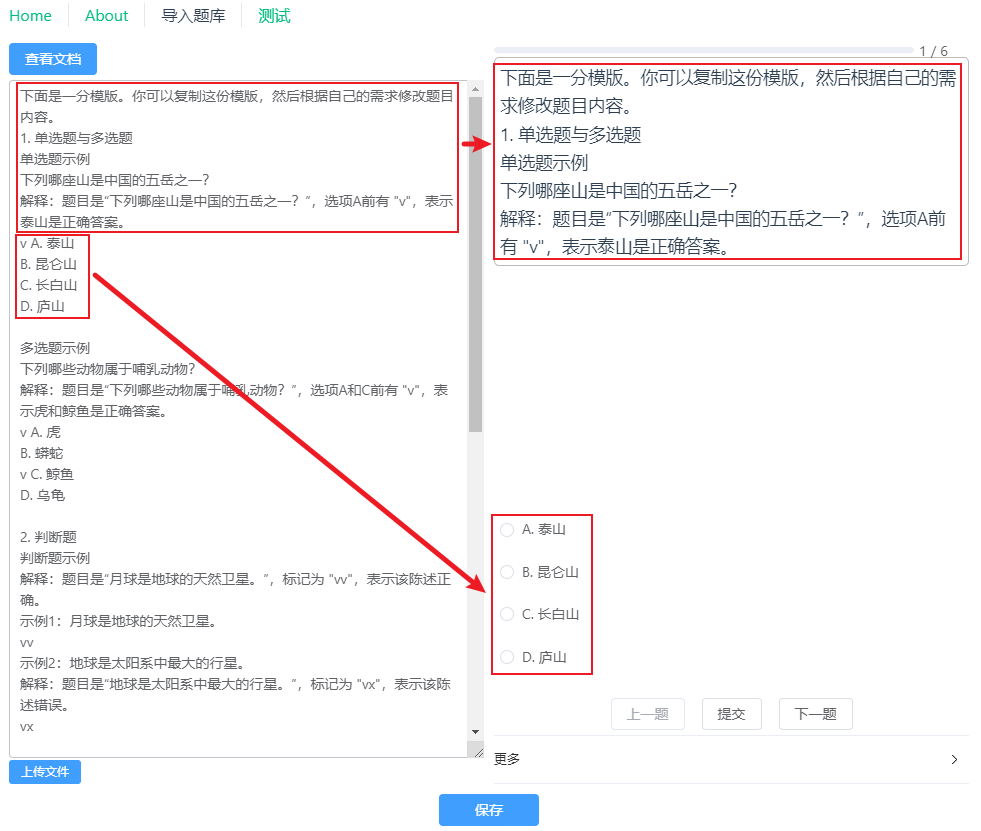 Home About 导入题库 测试
查看文档
下面是一分模版。你可以复制这份模版，然后根据自己的需求修改题目
内容。
1. 单选题与多选题
单选题示例
下列哪座山是中国的五岳之一？
解释：题目是“下列哪座山是中国的五岳之一？”，选项A前有 "v"，表示
泰山是正确答案。
v A. 泰山
B. 昆仑山
C. 长白山
D. 庐山
多选题示例
下列哪些动物属于哺乳动物？
解释：题目是“下列哪些动物属于哺乳动物？”，选项A和C前有 "v"，表
示虎和鲸鱼是正确答案。
v A. 虎
B. 蟒蛇
v C. 鲸鱼
D. 乌龟
2. 判断题
判断题示例
解释：题目是“月球是地球的天然卫星。”，标记为 "vv"，表示该陈述正
确。
示例1：月球是地球的天然卫星。
vv
示例2：地球是太阳系中最大的行星。
解释：题目是“地球是太阳系中最大的行星。”，标记为 "vx"，表示该陈
述错误。
vx
上传文件
1 / 6
下面是一分模版。你可以复制这份模版，然后根据自己的需
求修改题目内容。
1. 单选题与多选题
单选题示例
下列哪座山是中国的五岳之一？
解释：题目是“下列哪座山是中国的五岳之一？”，选项A前
有 "v"，表示泰山是正确答案。
A. 泰山
B. 昆仑山
C. 长白山
D. 庐山
上一题 提交 下一题
更多
保存